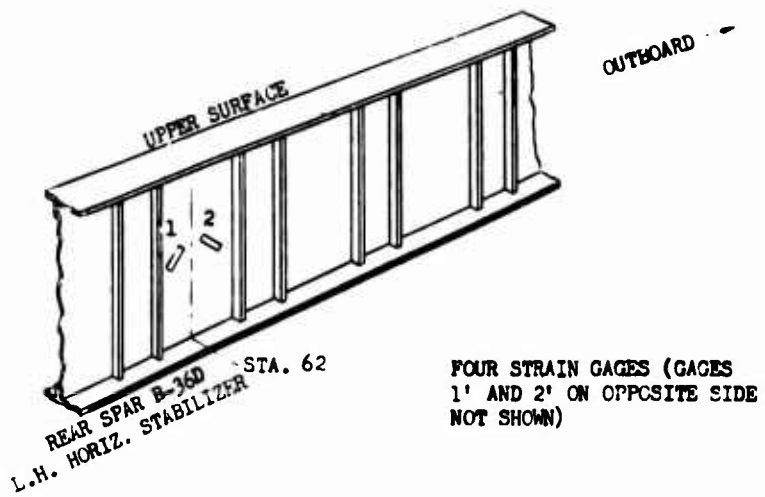 OUTBOARD
UPPER SURFACE
1
2
STA. 62
REAR SPAR B-36D
L.H. HORIZ. STABILIZER
FOUR STRAIN GAGES (GAGES
1' AND 2' ON OPPOSITE SIDE
NOT SHOWN)